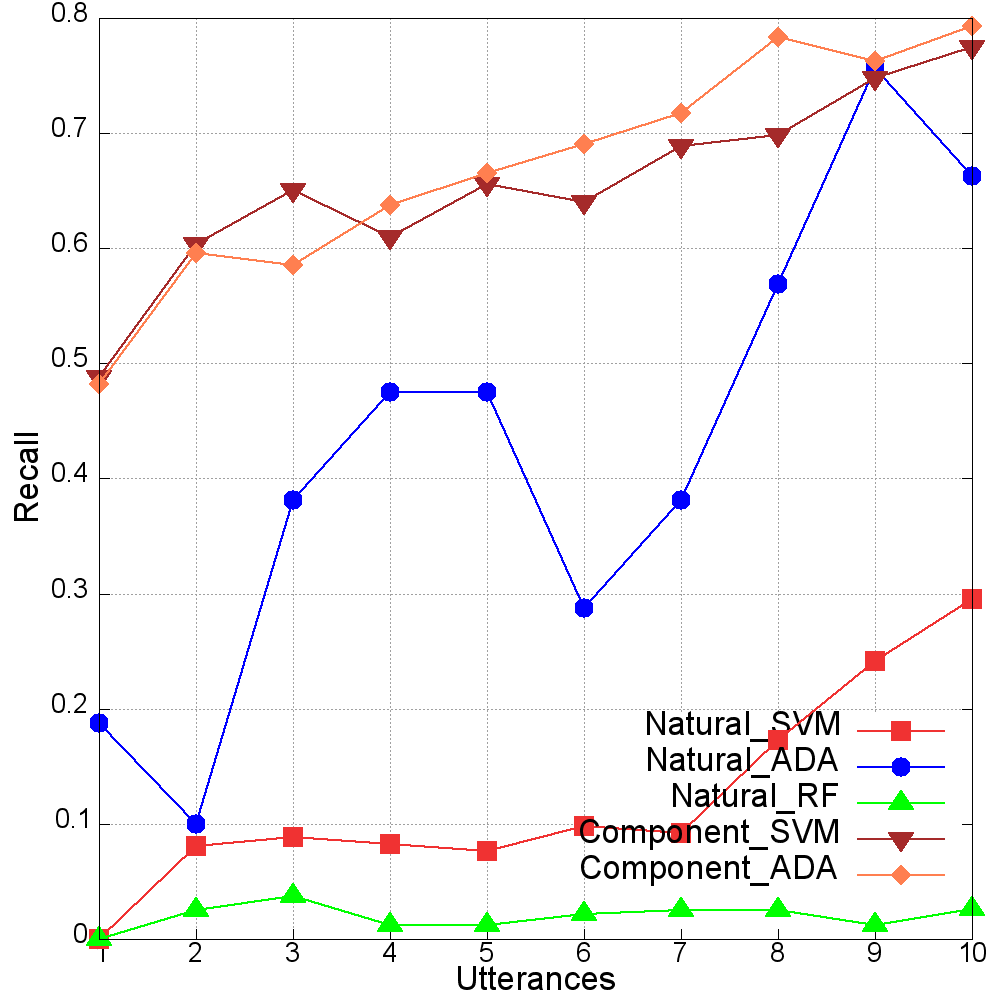 0.8
0.7
0.6
0.5
0.4
0.3
0.2
0.1
0
Recall
Natural_SVM
Natural_ADA
Natural_RF
Component_SVM
Component_ADA
1 2 3 4 5 6 7 8 9 10
Utterances